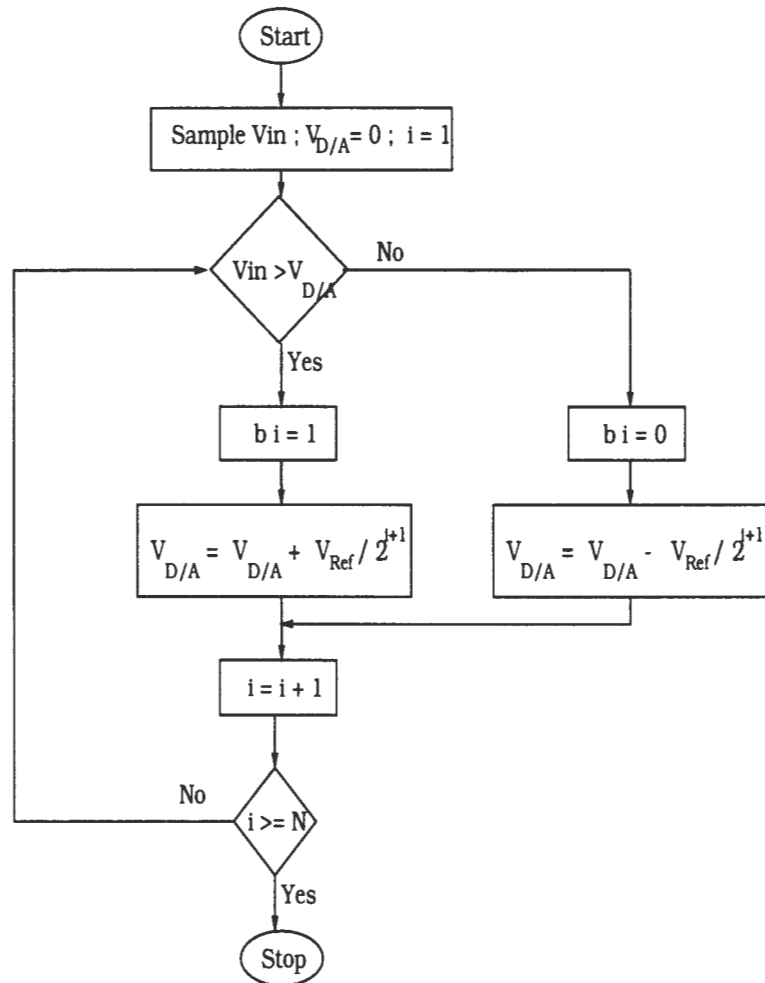 Start
Sample Vin ; V_D/A = 0 ; i = 1
Vin > V_D/A
No
Yes
b i = 1
b i = 0
V_D/A = V_D/A + V_Ref / 2^i+1
V_D/A = V_D/A - V_Ref / 2^i+1
i = i + 1
No
i >= N
Yes
Stop